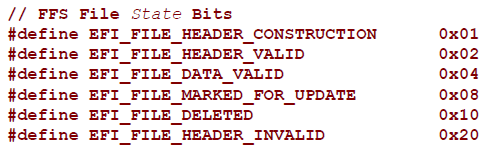 // FFS File State Bits
#define EFI_FILE_HEADER_CONSTRUCTION 0x01
#define EFI_FILE_HEADER_VALID 0x02
#define EFI_FILE_DATA_VALID 0x04
#define EFI_FILE_MARKED_FOR_UPDATE 0x08
#define EFI_FILE_DELETED 0x10
#define EFI_FILE_HEADER_INVALID 0x20